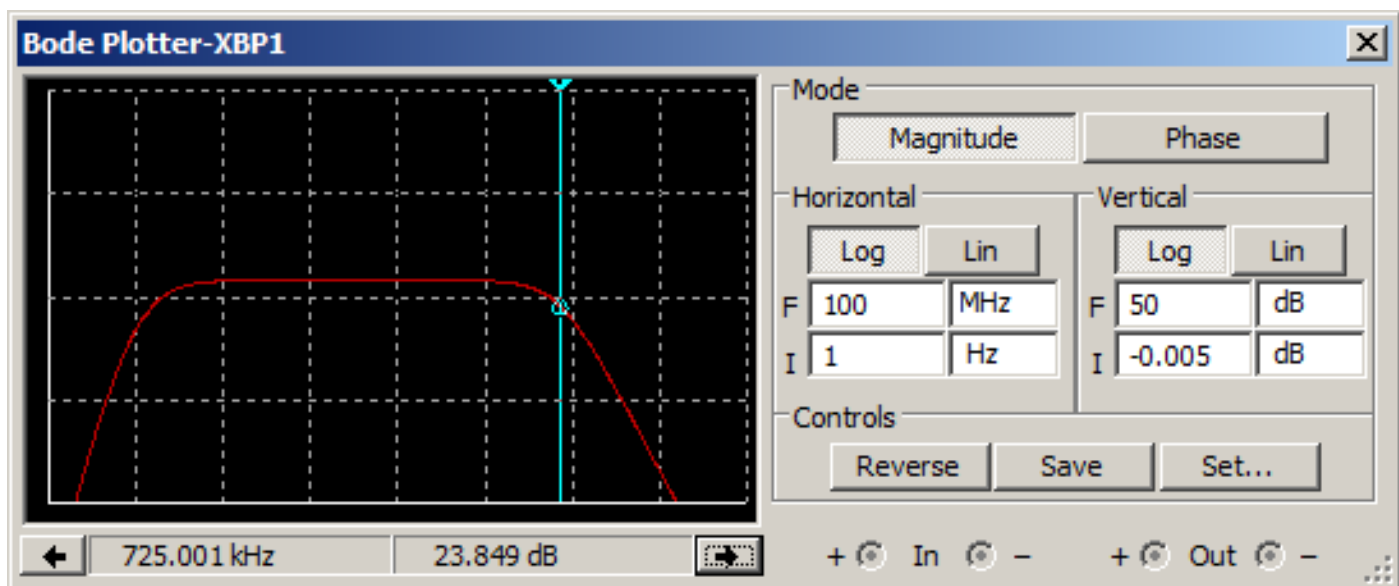 Bode Plotter-XBP1
Mode
Magnitude Phase
Horizontal Vertical
Log Lin Log Lin
F 100 MHz F 50 dB
I 1 Hz I -0.005 dB
Controls
Reverse Save Set...
725.001 kHz 23.849 dB + In - + Out -